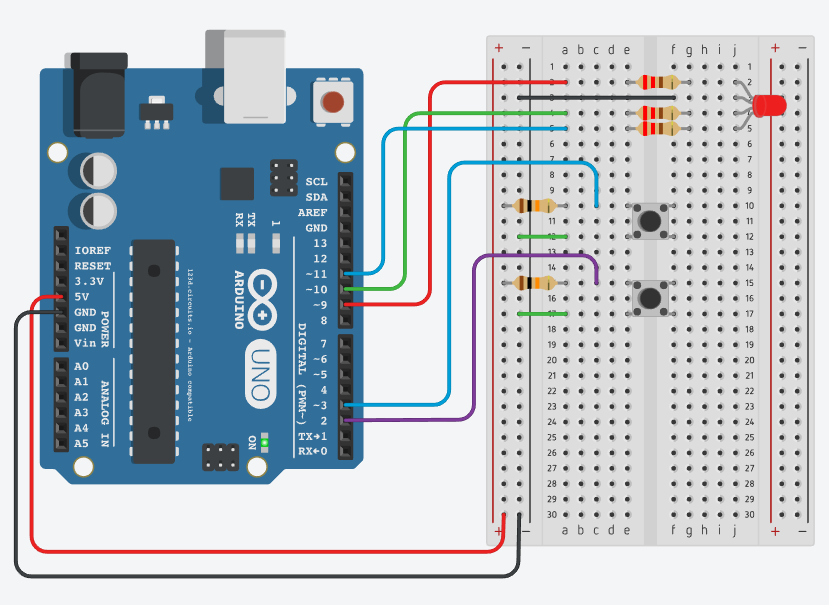 SCL
SDA
AREF
GND
13
12
~11
~10
~9
8
7
~6
~5
4
~3
2
TX→1
RX←0
DIGITAL (PWM~)
IOREF
RESET
3.3V
5V
GND
GND
Vin
POWER
A0
A1
A2
A3
A4
A5
ANALOG IN
RX
TX
1
ARDUINO
UNO
ON
123d.circuits.io - Arduino compatible
+ − a b c d e f g h i j + −
1 1
2 2
3 3
4 4
5 5
6 6
7 7
8 8
9 9
10 10
11 11
12 12
13 13
14 14
15 15
16 16
17 17
18 18
19 19
20 20
21 21
22 22
23 23
24 24
25 25
26 26
27 27
28 28
29 29
30 30
+ − a b c d e f g h i j + −